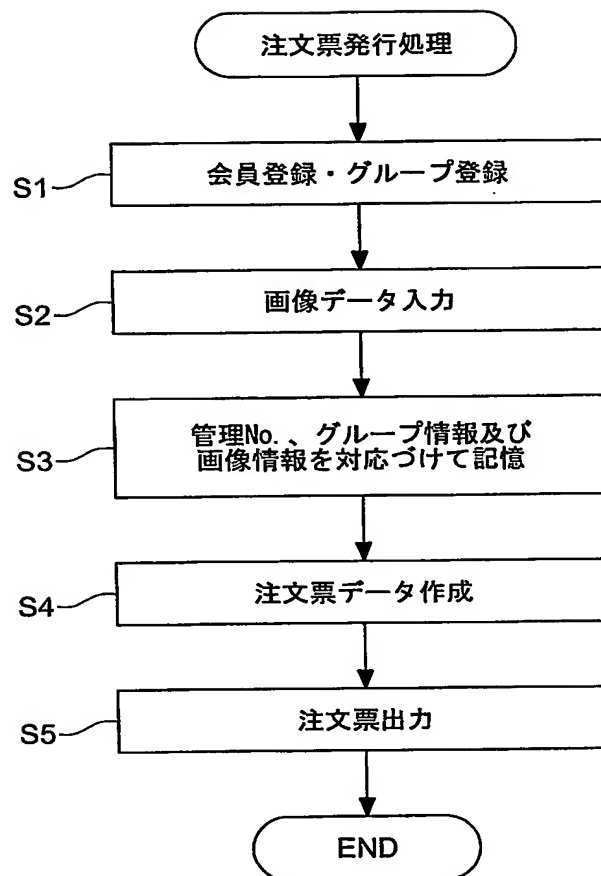 注文票発行処理
S1
会員登録・グループ登録
S2
画像データ入力
S3
管理No.、グループ情報及び
画像情報を対応づけて記憶
S4
注文票データ作成
S5
注文票出力
END